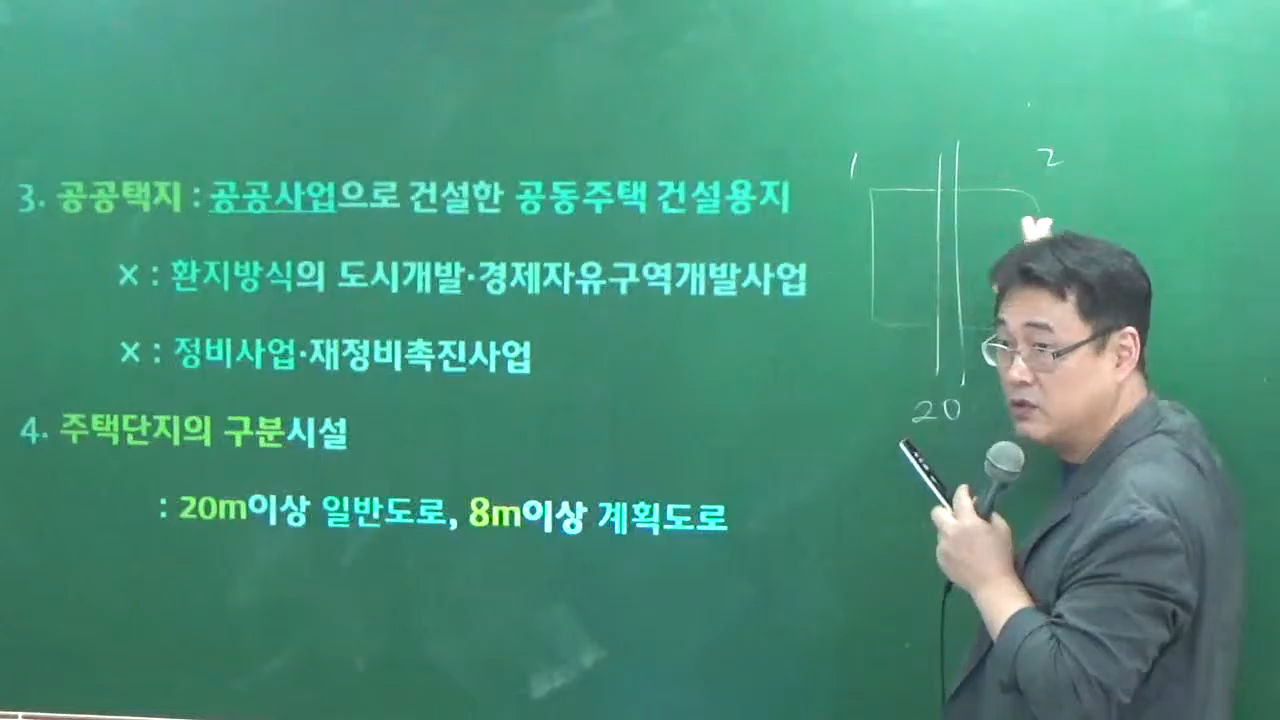 3. 공공택지 : 공공사업으로 건설한 공동주택 건설용지
× : 환지방식의 도시개발·경제자유구역개발사업
× : 정비사업·재정비촉진사업
4. 주택단지의 구분시설
: 20m이상 일반도로, 8m이상 계획도로
1
2
20